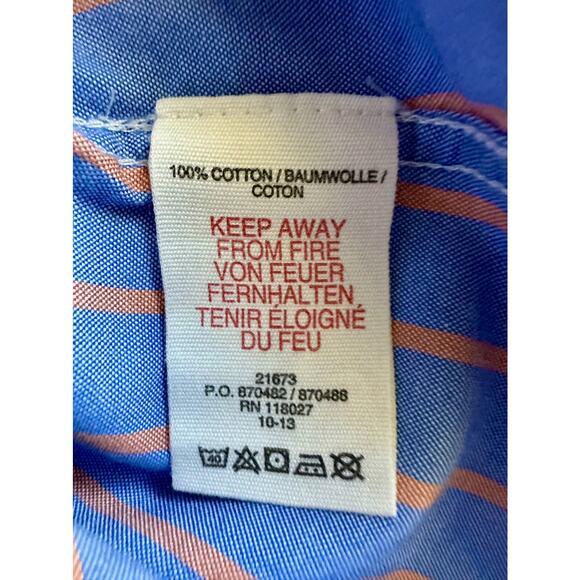 100% COTTON / BAUMWOLLE /
COTON
KEEP AWAY
FROM FIRE
VON FEUER
FERNHALTEN
TENIR ÉLOIGNÉ
DU FEU
21673
P.O. 870482 / 870486
RN 118027
10-13
40